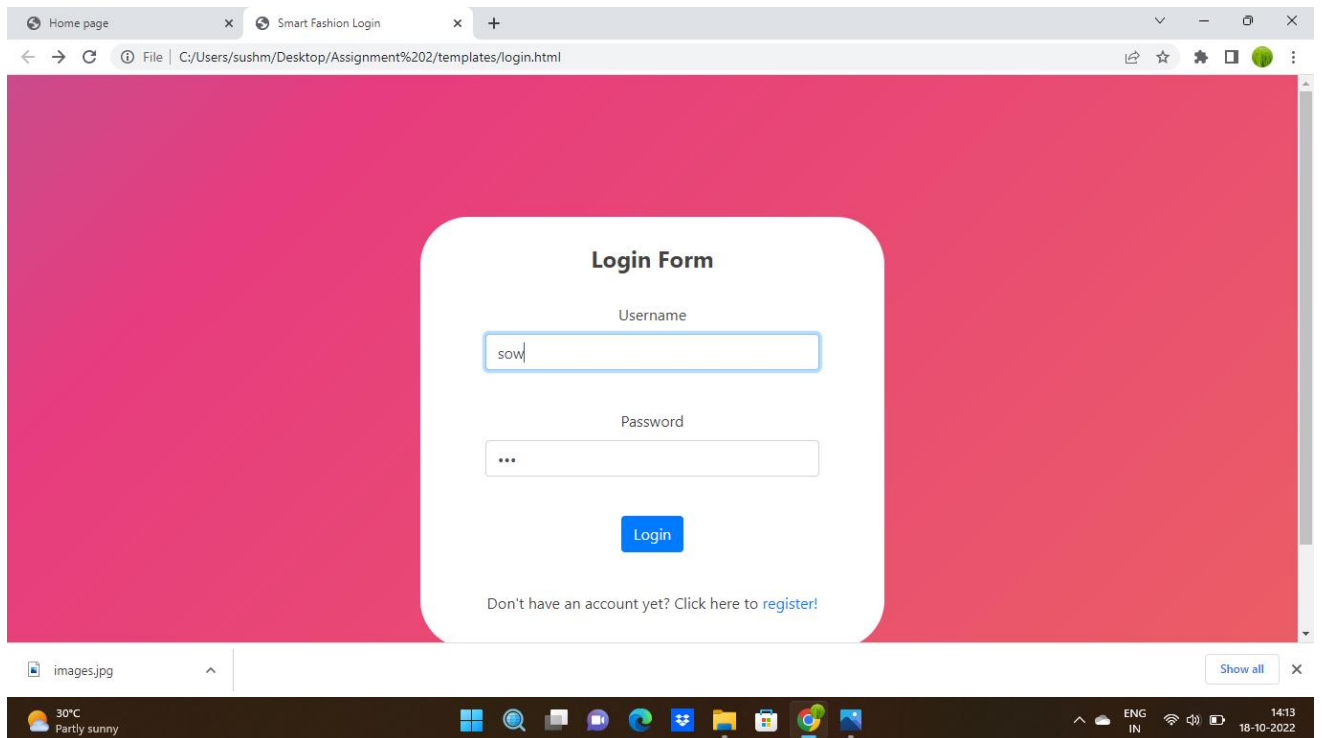 Home page
Smart Fashion Login
File | C:/Users/sushm/Desktop/Assignment%202/templates/login.html
Login Form
Username
sow
Password
•••
Login
Don't have an account yet? Click here to register!
images.jpg
Show all
30°C
Partly sunny
ENG
IN
14:13
18-10-2022